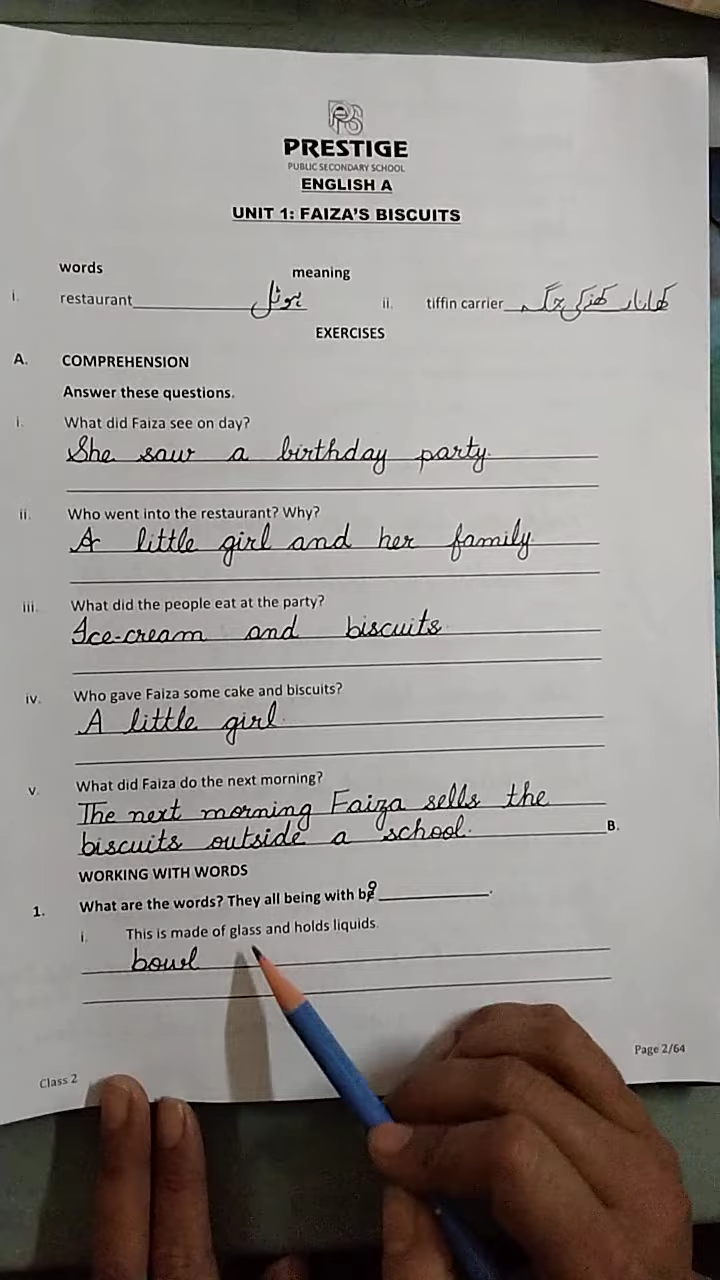 PRESTIGE
PUBLIC SECONDARY SCHOOL
ENGLISH A
UNIT 1: FAIZA'S BISCUITS
words meaning
i. restaurant ہوٹل ii. tiffin carrier کھانا رکھنے کی جگہ
EXERCISES
A. COMPREHENSION
Answer these questions.
i. What did Faiza see on day?
She saw a birthday party.
ii. Who went into the restaurant? Why?
A little girl and her family
iii. What did the people eat at the party?
Ice-cream and biscuits.
iv. Who gave Faiza some cake and biscuits?
A little girl.
v. What did Faiza do the next morning?
The next morning Faiza sells the
biscuits outside a school. B.
WORKING WITH WORDS
1. What are the words? They all being with b
i. This is made of glass and holds liquids.
bowl
Class 2 Page 2/64